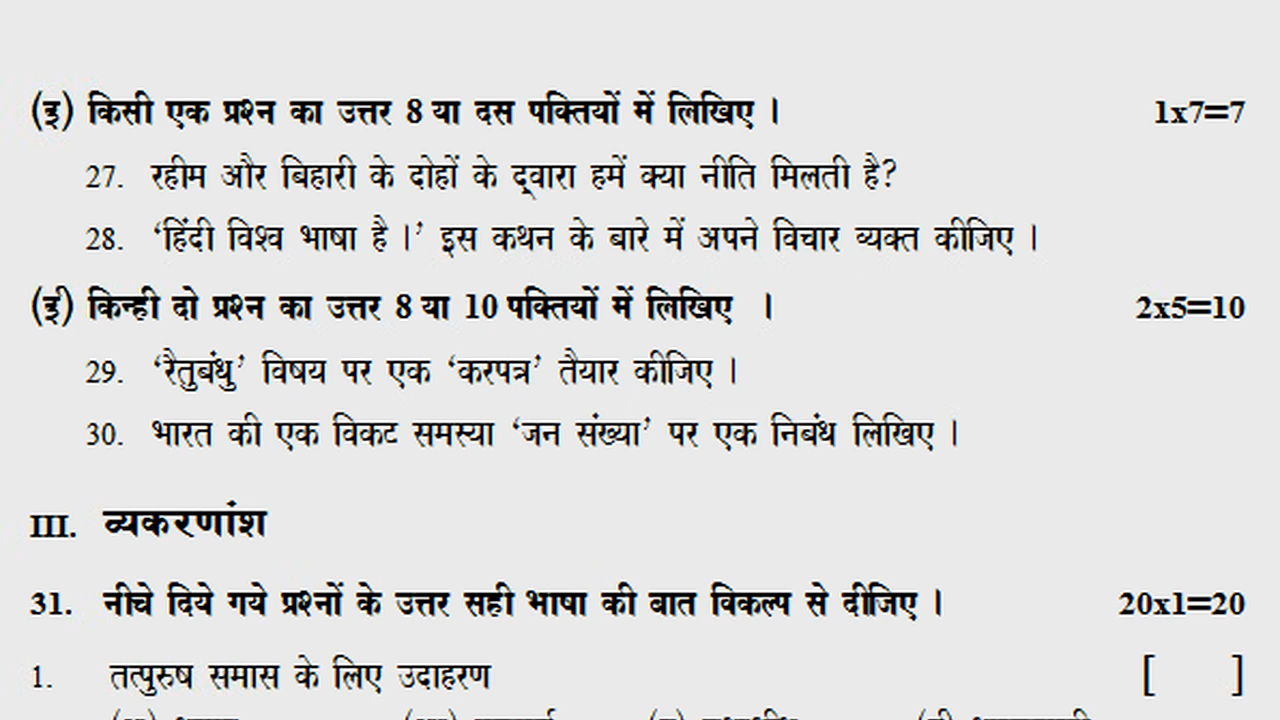 (इ) किसी एक प्रश्न का उत्तर 8 या दस पक्तियों में लिखिए । 1x7=7
27. रहीम और बिहारी के दोहों के द्वारा हमें क्या नीति मिलती है?
28. ‘हिंदी विश्व भाषा है ।’ इस कथन के बारे में अपने विचार व्यक्त कीजिए ।
(ई) किन्ही दो प्रश्न का उत्तर 8 या 10 पक्तियों में लिखिए । 2x5=10
29. ‘रैतुबंधु’ विषय पर एक ‘करपत्र’ तैयार कीजिए ।
30. भारत की एक विकट समस्या ‘जन संख्या’ पर एक निबंध लिखिए ।
III. व्यकरणांश
31. नीचे दिये गये प्रश्नों के उत्तर सही भाषा की बात विकल्प से दीजिए । 20x1=20
1. तत्पुरुष समास के लिए उदाहरण [ ]